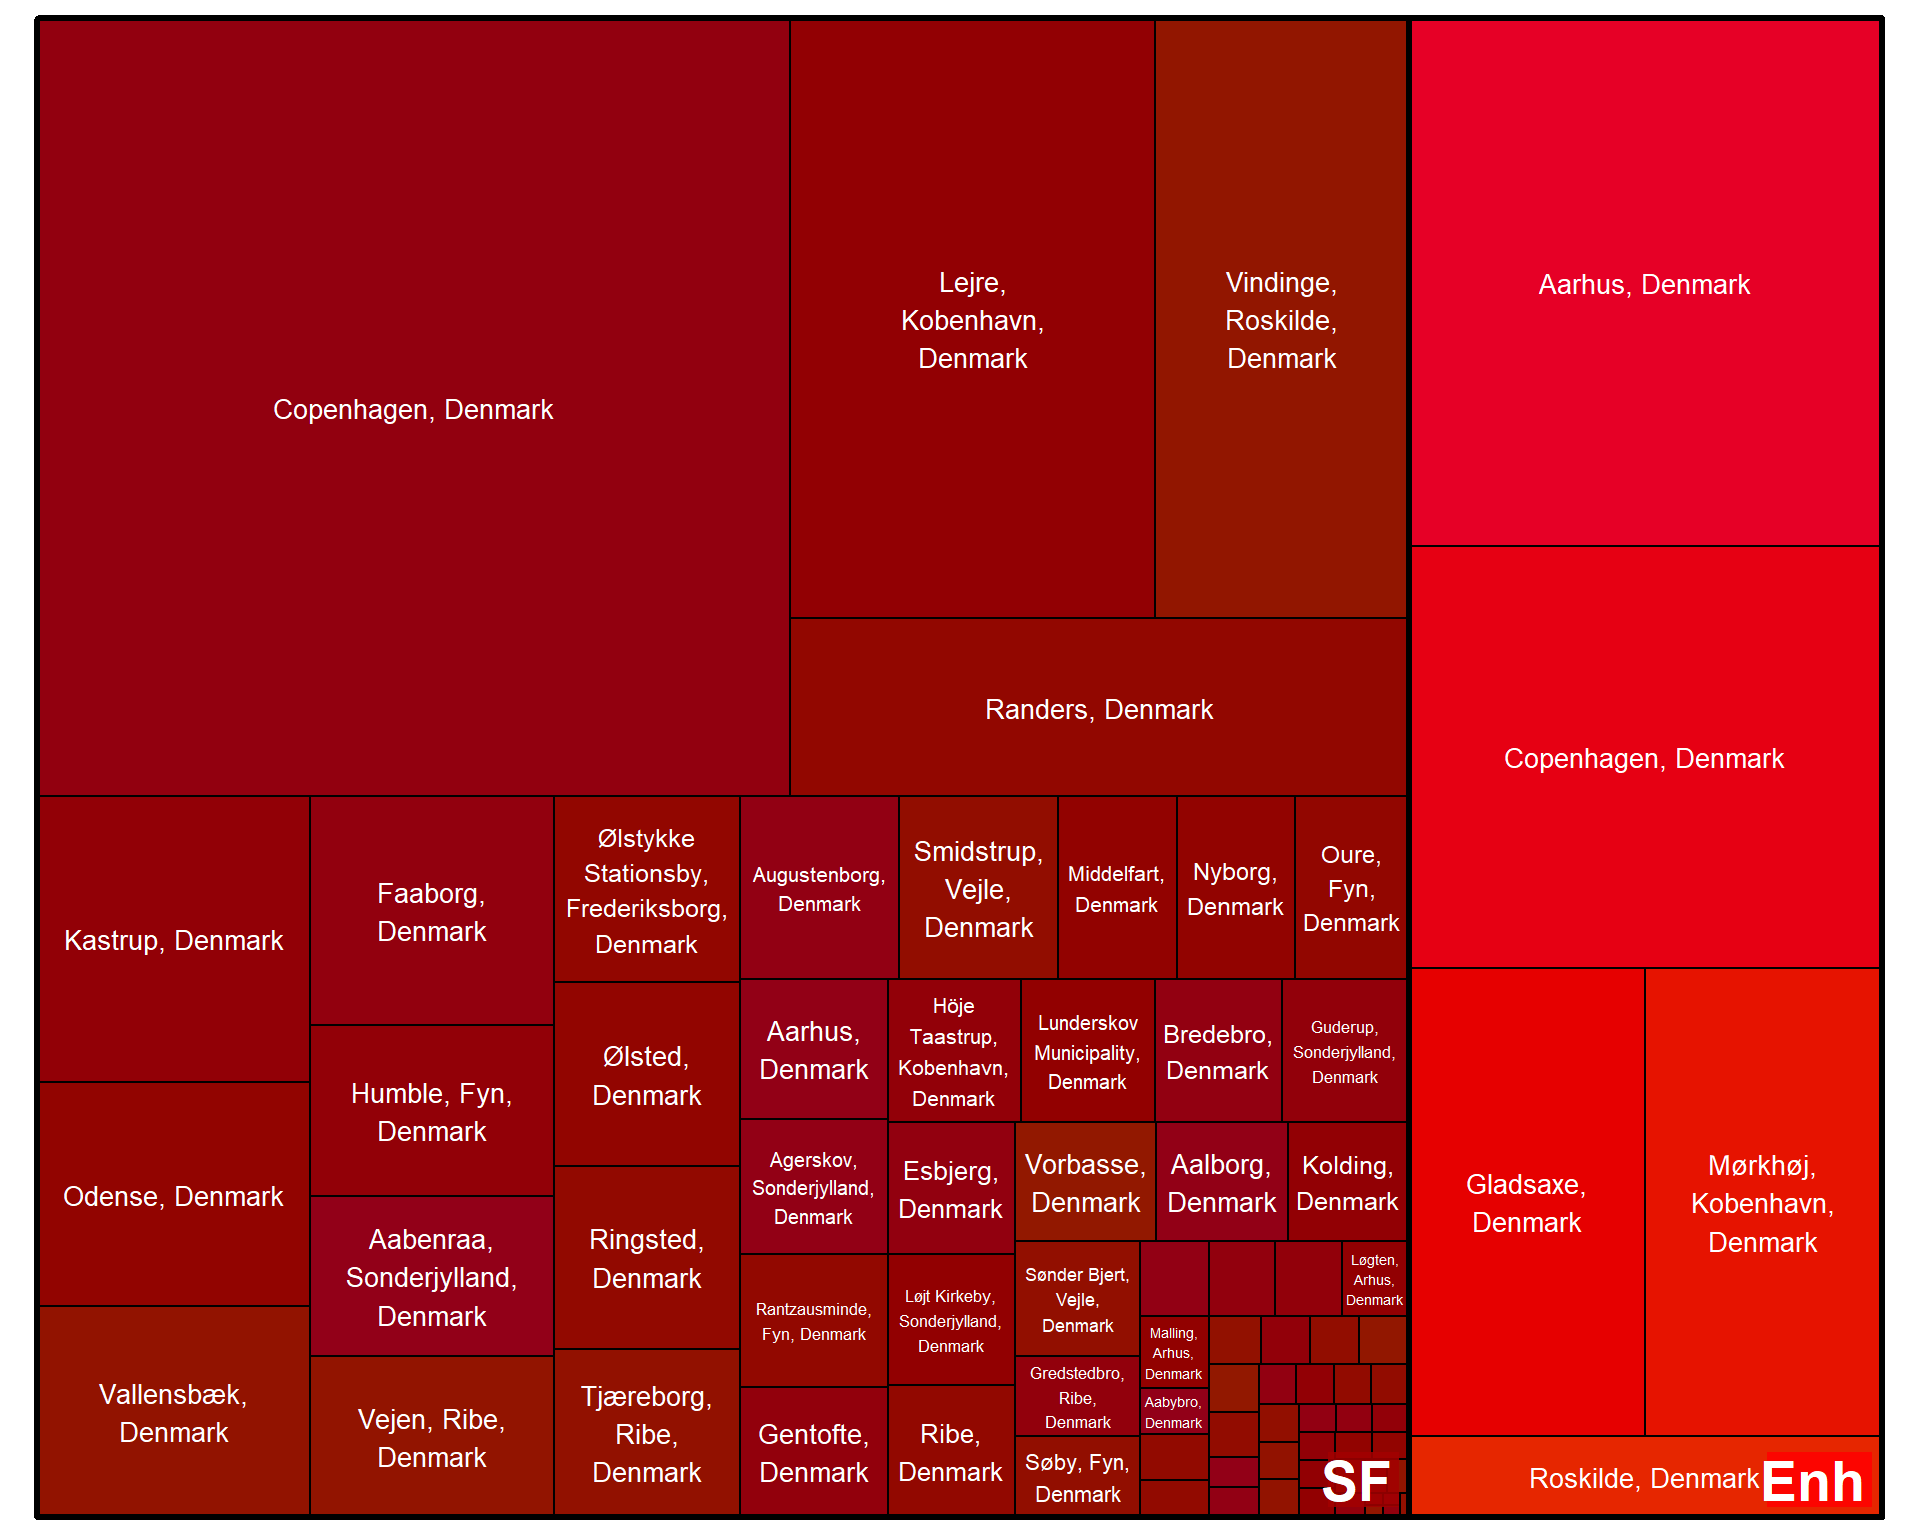 Copenhagen, Denmark
Lejre,
Kobenhavn,
Denmark
Vindinge,
Roskilde,
Denmark
Randers, Denmark
Kastrup, Denmark
Odense, Denmark
Vallensbæk,
Denmark
Faaborg,
Denmark
Humble, Fyn,
Denmark
Aabenraa,
Sonderjylland,
Denmark
Vejen, Ribe,
Denmark
Ølstykke
Stationsby,
Frederiksborg,
Denmark
Ølsted,
Denmark
Ringsted,
Denmark
Tjæreborg,
Ribe,
Denmark
Augustenborg,
Denmark
Smidstrup,
Vejle,
Denmark
Middelfart,
Denmark
Nyborg,
Denmark
Oure,
Fyn,
Denmark
Aarhus,
Denmark
Agerskov,
Sonderjylland,
Denmark
Rantzausminde,
Fyn, Denmark
Gentofte,
Denmark
Höje
Taastrup,
Kobenhavn,
Denmark
Lunderskov
Municipality,
Denmark
Bredebro,
Denmark
Guderup,
Sonderjylland,
Denmark
Esbjerg,
Denmark
Løjt Kirkeby,
Sonderjylland,
Denmark
Ribe,
Denmark
Vorbasse,
Denmark
Aalborg,
Denmark
Kolding,
Denmark
Sønder Bjert,
Vejle,
Denmark
Gredstedbro,
Ribe,
Denmark
Søby, Fyn,
Denmark
Løgten,
Arhus,
Denmark
Malling,
Arhus,
Denmark
Aabybro,
Denmark
SF
Aarhus, Denmark
Copenhagen, Denmark
Gladsaxe,
Denmark
Mørkhøj,
Kobenhavn,
Denmark
Roskilde, Denmark
Enh